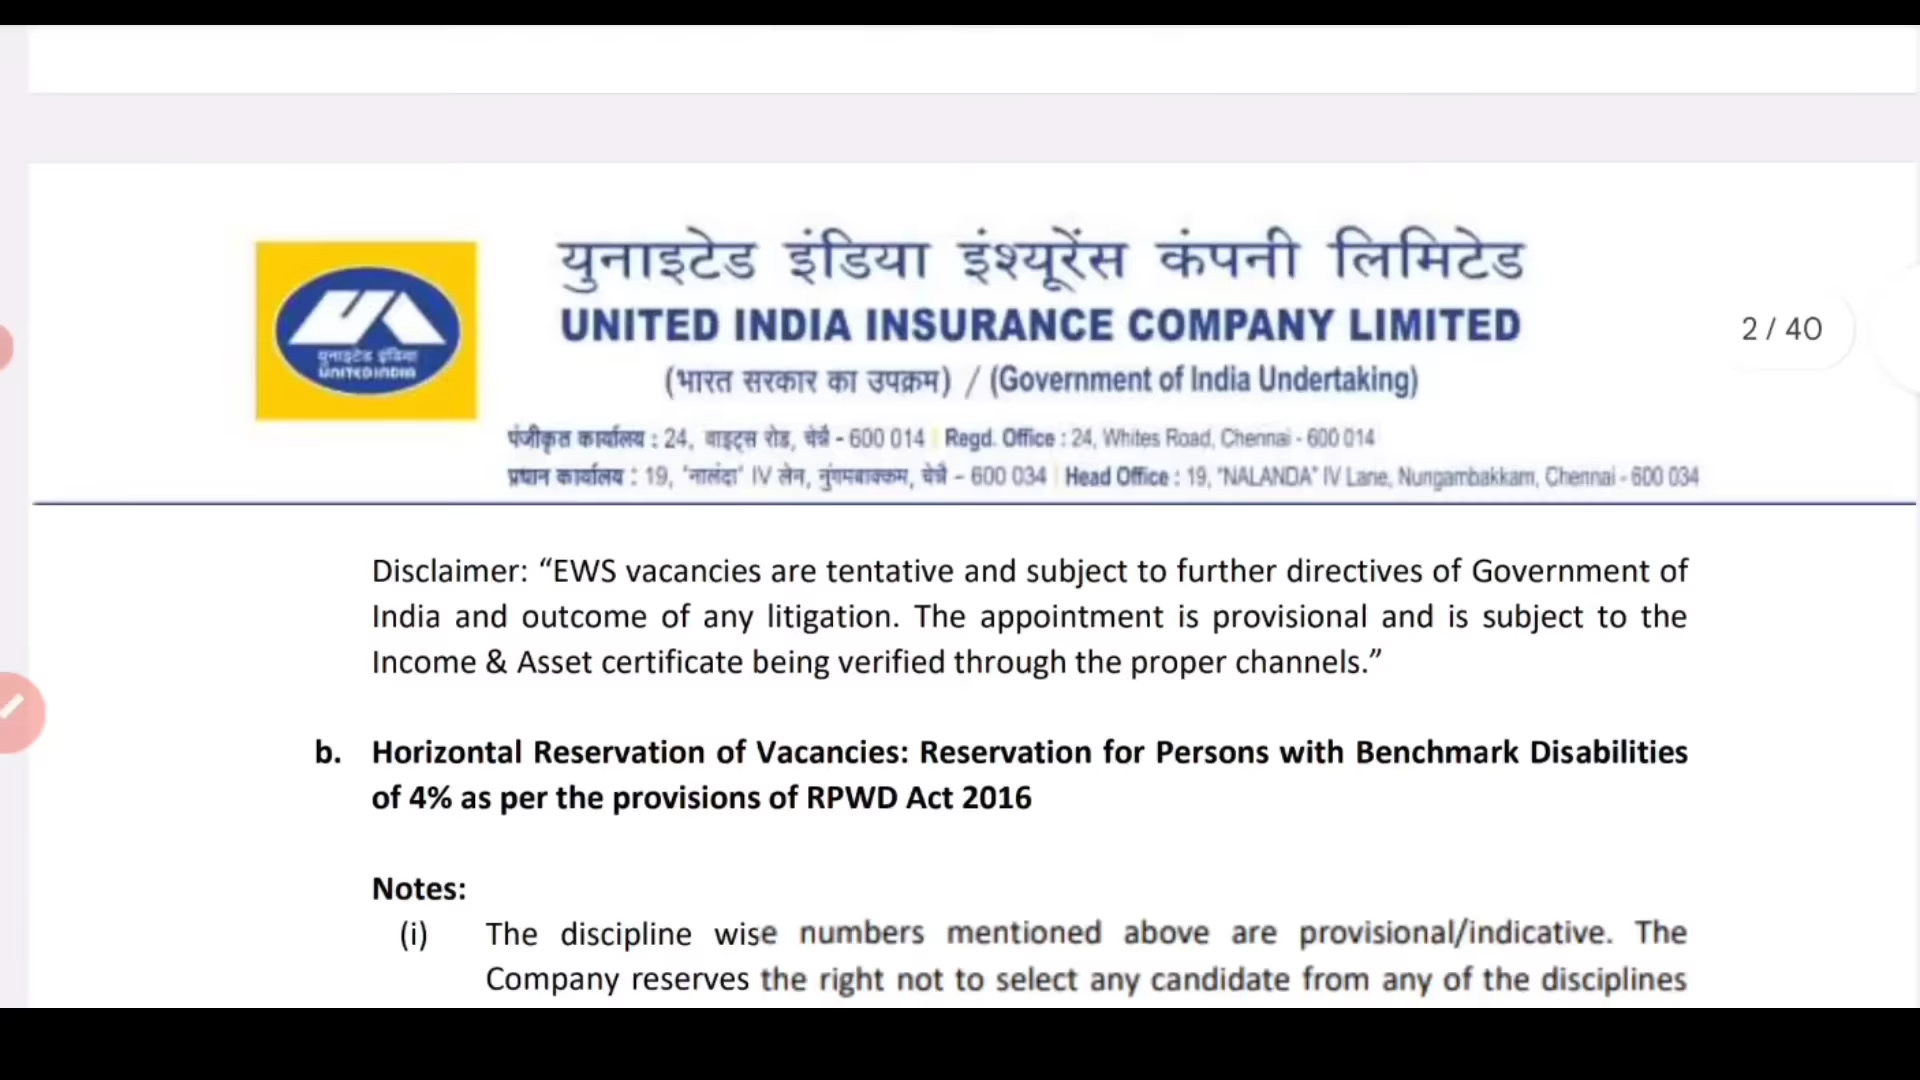 युनाइटेड इंडिया इंश्यूरेंस कंपनी लिमिटेड
UNITED INDIA INSURANCE COMPANY LIMITED
2 / 40
युनाइटेड इंडिया
UNITED INDIA
(भारत सरकार का उपक्रम) / (Government of India Undertaking)
पंजीकृत कार्यालय : 24, वाइट्स रोड, चेन्नै - 600 014 | Regd. Office : 24, Whites Road, Chennai - 600 014
प्रधान कार्यालय : 19, 'नालंदा' IV लेन, नुंगमबाक्कम, चेन्नै – 600 034 | Head Office : 19, "NALANDA" IV Lane, Nungambakkam, Chennai - 600 034
Disclaimer: “EWS vacancies are tentative and subject to further directives of Government of
India and outcome of any litigation. The appointment is provisional and is subject to the
Income & Asset certificate being verified through the proper channels.”
b. Horizontal Reservation of Vacancies: Reservation for Persons with Benchmark Disabilities
of 4% as per the provisions of RPWD Act 2016
Notes:
(i) The discipline wise numbers mentioned above are provisional/indicative. The
Company reserves the right not to select any candidate from any of the disciplines